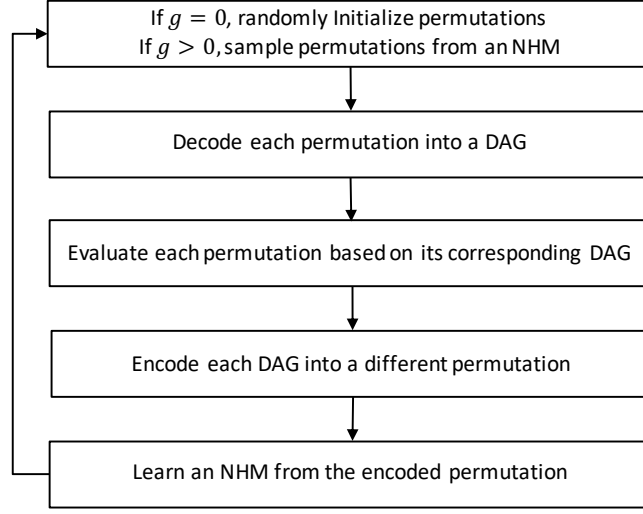 If g = 0, randomly Initialize permutations
If g > 0, sample permutations from an NHM
Decode each permutation into a DAG
Evaluate each permutation based on its corresponding DAG
Encode each DAG into a different permutation
Learn an NHM from the encoded permutation